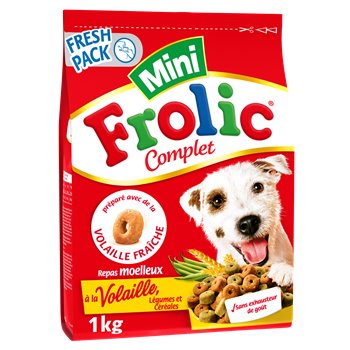 FRESH
PACK
Mini
Frolic®
Complet
préparé avec de la
VOLAILLE FRAÎCHE
Repas moelleux
à la Volaille,
Légumes et
Céréales
sans exhausteur
de goût
1kg